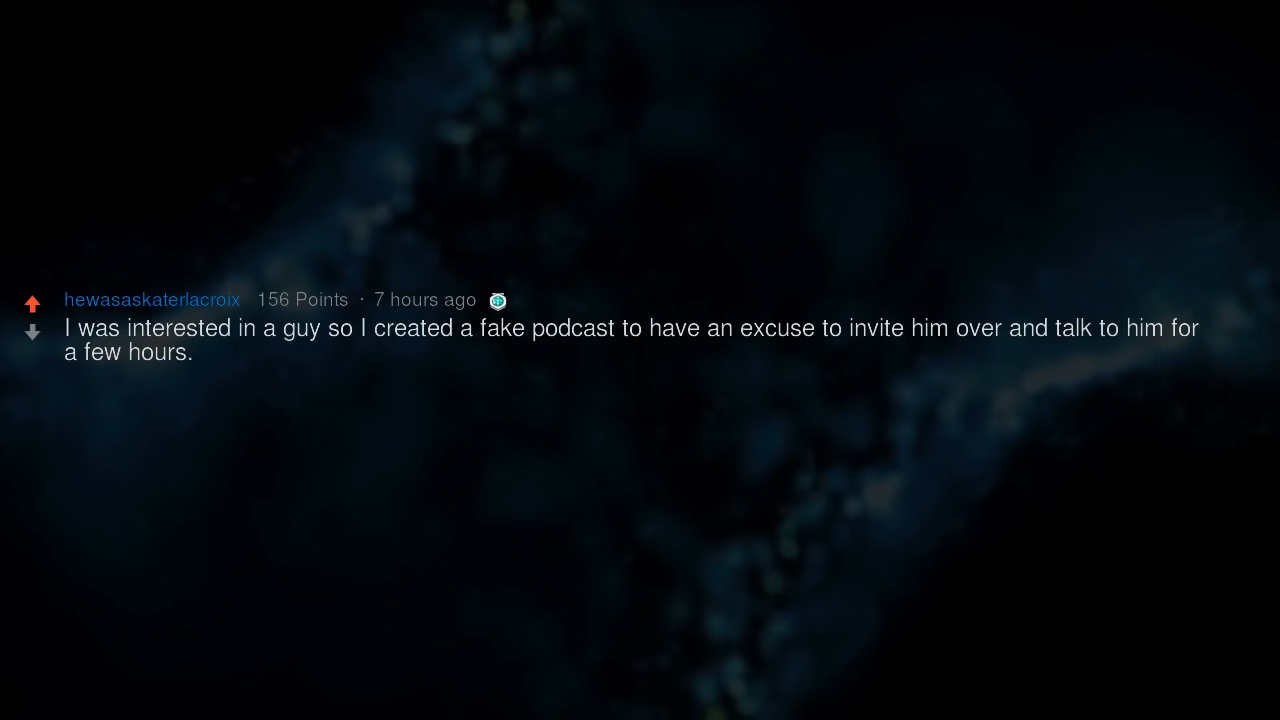 hewasaskaterlacroix 156 Points · 7 hours ago
I was interested in a guy so I created a fake podcast to have an excuse to invite him over and talk to him for
a few hours.